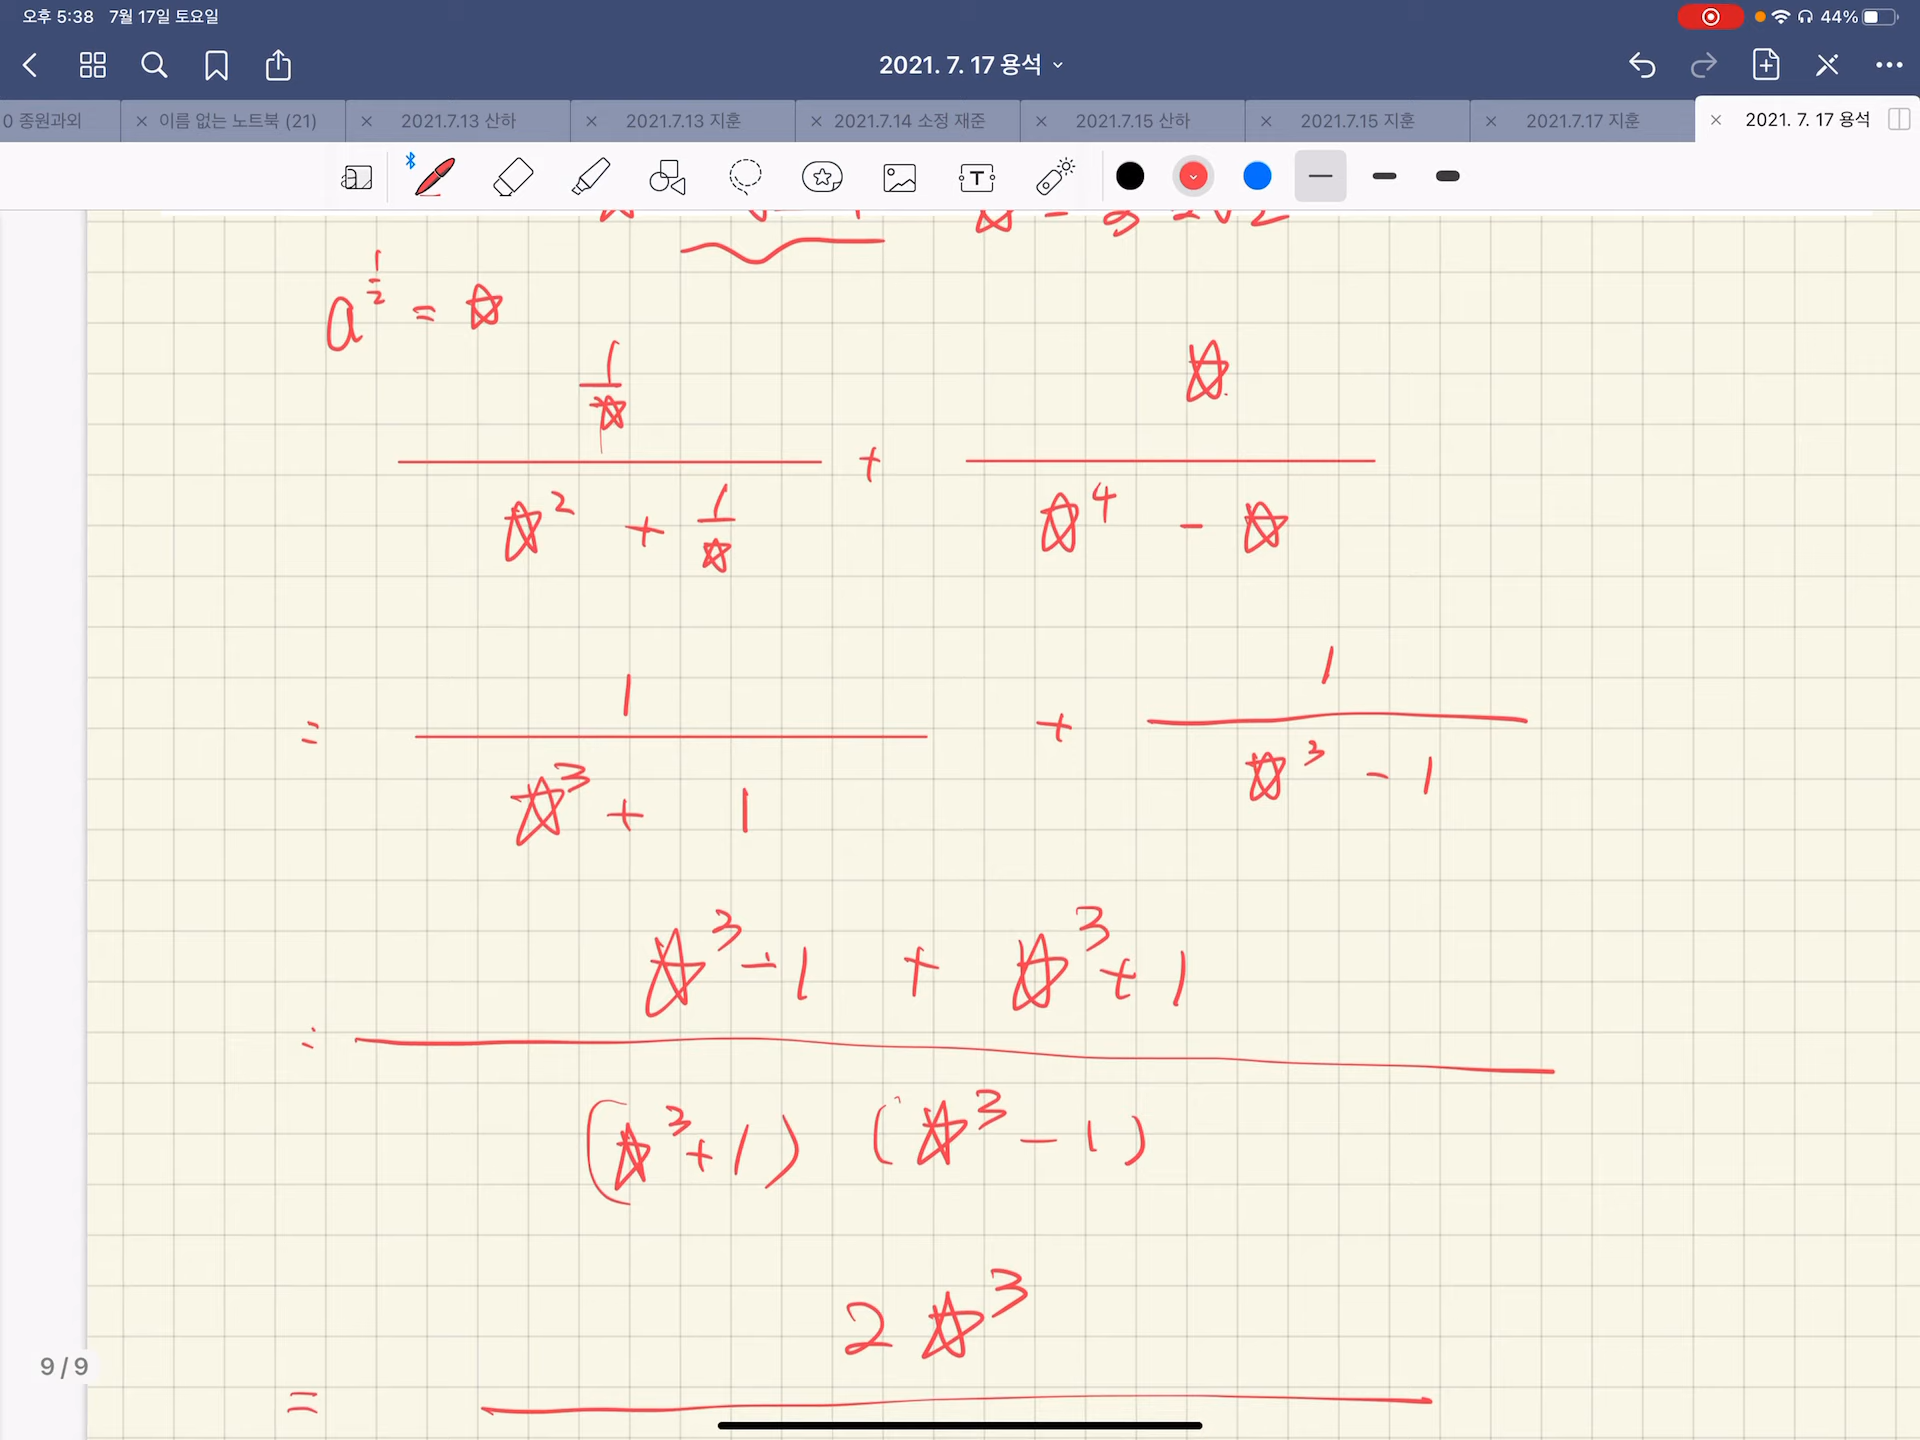 오후 5:38 7월 17일 토요일
44%
2021. 7. 17 용석
0 종원과외
이름 없는 노트북 (21)
2021.7.13 산하
2021.7.13 지훈
2021.7.14 소정 재준
2021.7.15 산하
2021.7.15 지훈
2021.7.17 지훈
2021. 7. 17 용석
T
a^{1/2} = ☆
(1/☆) / (☆^2 + 1/☆) + ☆ / (☆^4 - ☆)
= 1 / (☆^3 + 1) + 1 / (☆^3 - 1)
= (☆^3 - 1 + ☆^3 + 1) / ((☆^3 + 1) (☆^3 - 1))
= 2☆^3
9 / 9